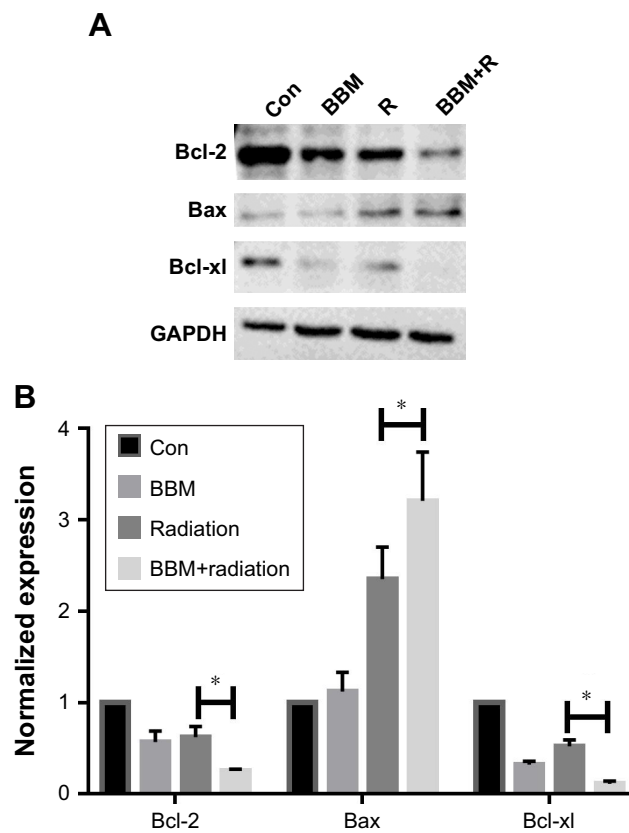 A
Con BBM R BBM+R
Bcl-2
Bax
Bcl-xl
GAPDH
B
Normalized expression
4
3
2
1
0
Con
BBM
Radiation
BBM+radiation
*
*
*
Bcl-2 Bax Bcl-xl